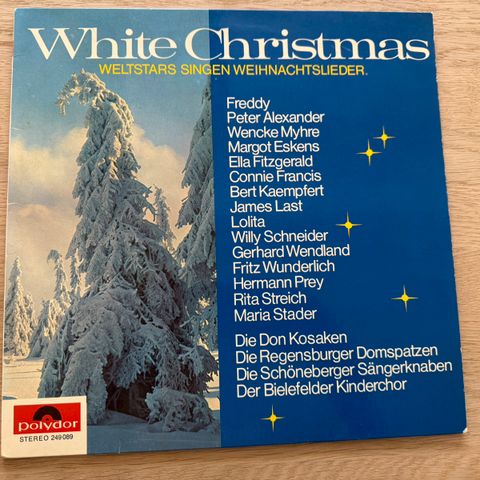 White Christmas
WELTSTARS SINGEN WEIHNACHTSLIEDER.
Freddy
Peter Alexander
Wencke Myhre
Margot Eskens
Ella Fitzgerald
Connie Francis
Bert Kaempfert
James Last
Lolita
Willy Schneider
Gerhard Wendland
Fritz Wunderlich
Hermann Prey
Rita Streich
Maria Stader
Die Don Kosaken
Die Regensburger Domspatzen
Die Schöneberger Sängerknaben
Der Bielefelder Kinderchor
polydor
STEREO 249 089